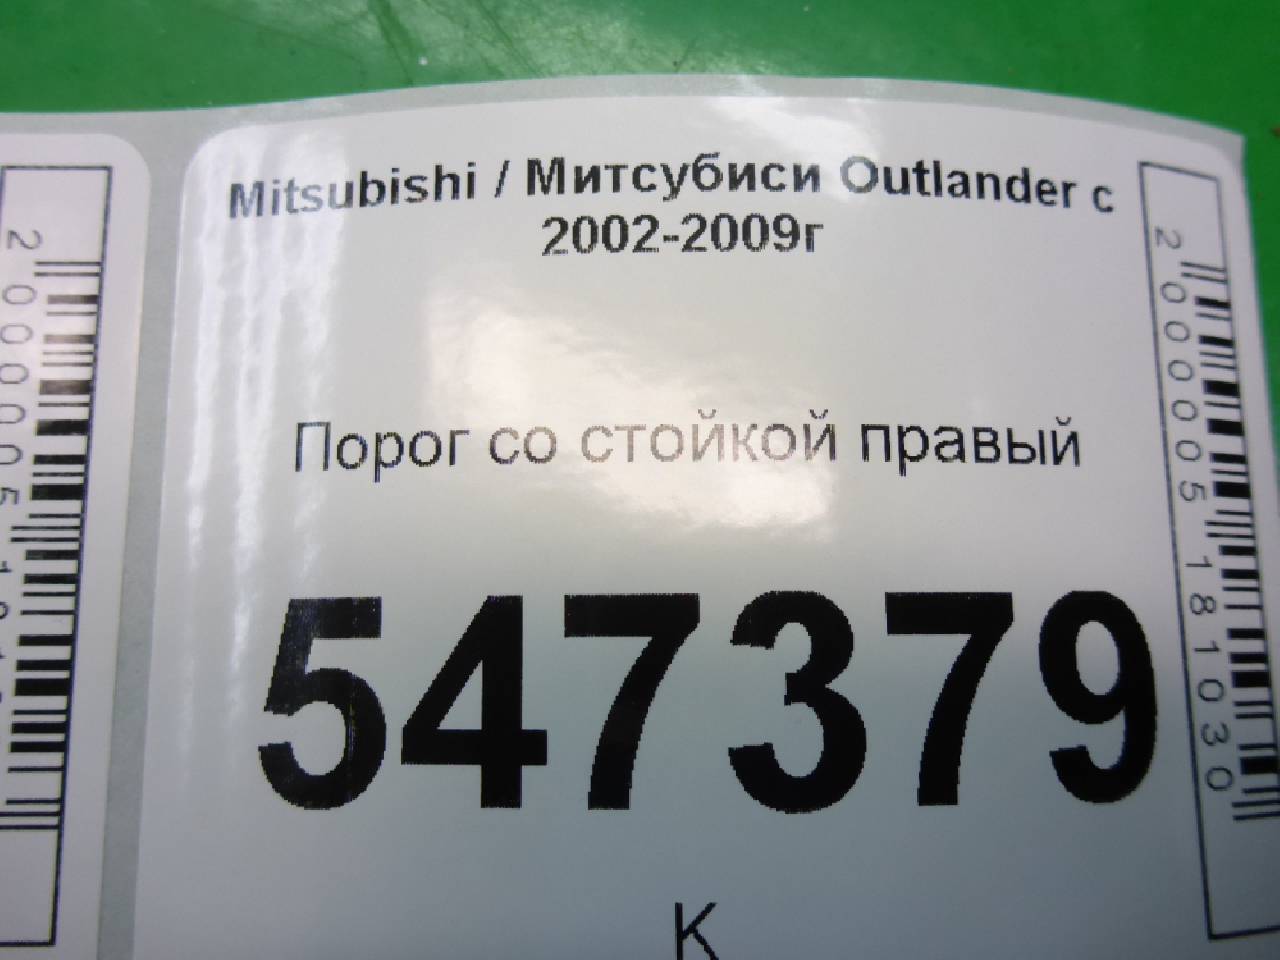 Mitsubishi / Митсубиси Outlander с
2002-2009г
Порог со стойкой правый
547379
К
2000005181030